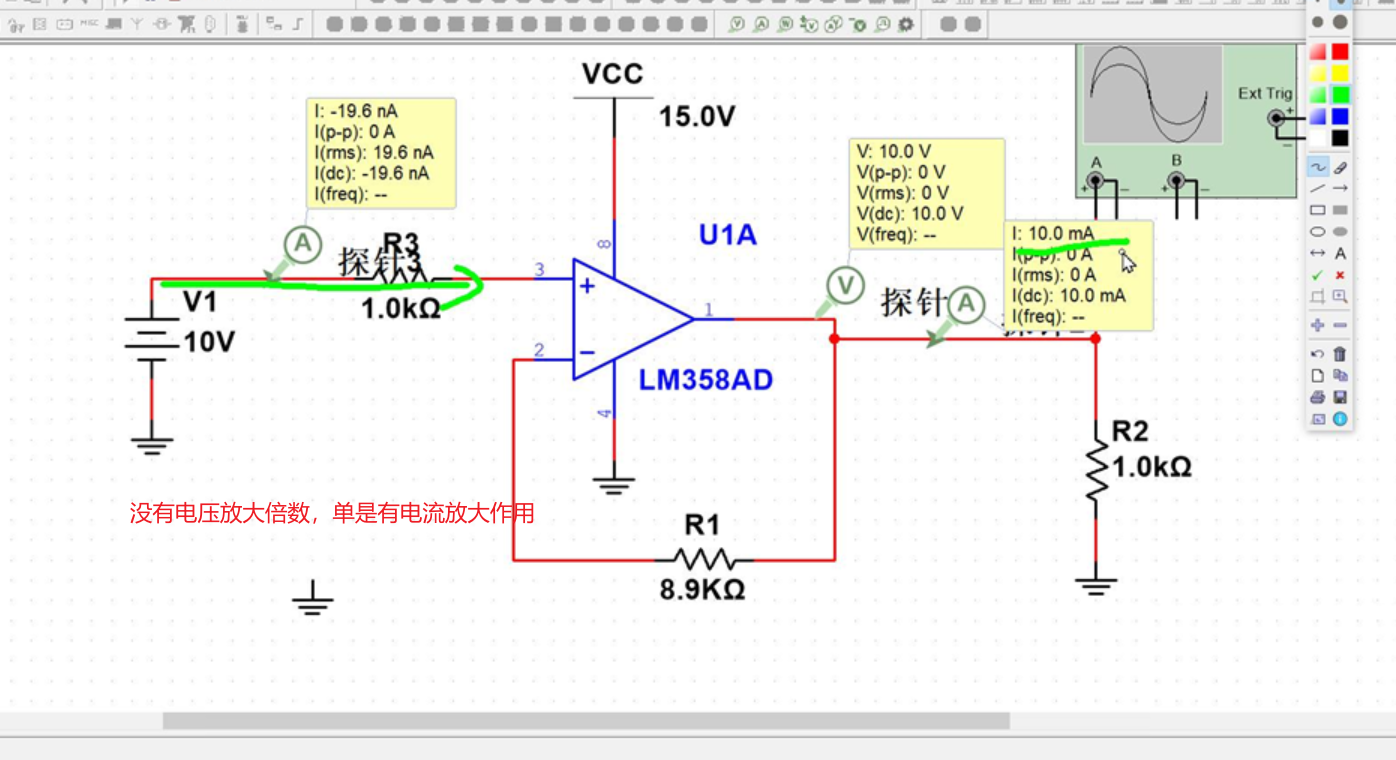 VCC
15.0V
Ext Trig
A
B
I: -19.6 nA
I(p-p): 0 A
I(rms): 19.6 nA
I(dc): -19.6 nA
I(freq): --
V: 10.0 V
V(p-p): 0 V
V(rms): 0 V
V(dc): 10.0 V
V(freq): --
I: 10.0 mA
I(p-p): 0 A
I(rms): 0 A
I(dc): 10.0 mA
I(freq): --
A
R3
探针3
1.0kΩ
V1
10V
3
8
U1A
1
2
4
LM358AD
V
探针
A
R2
1.0kΩ
没有电压放大倍数，单是有电流放大作用
R1
8.9KΩ